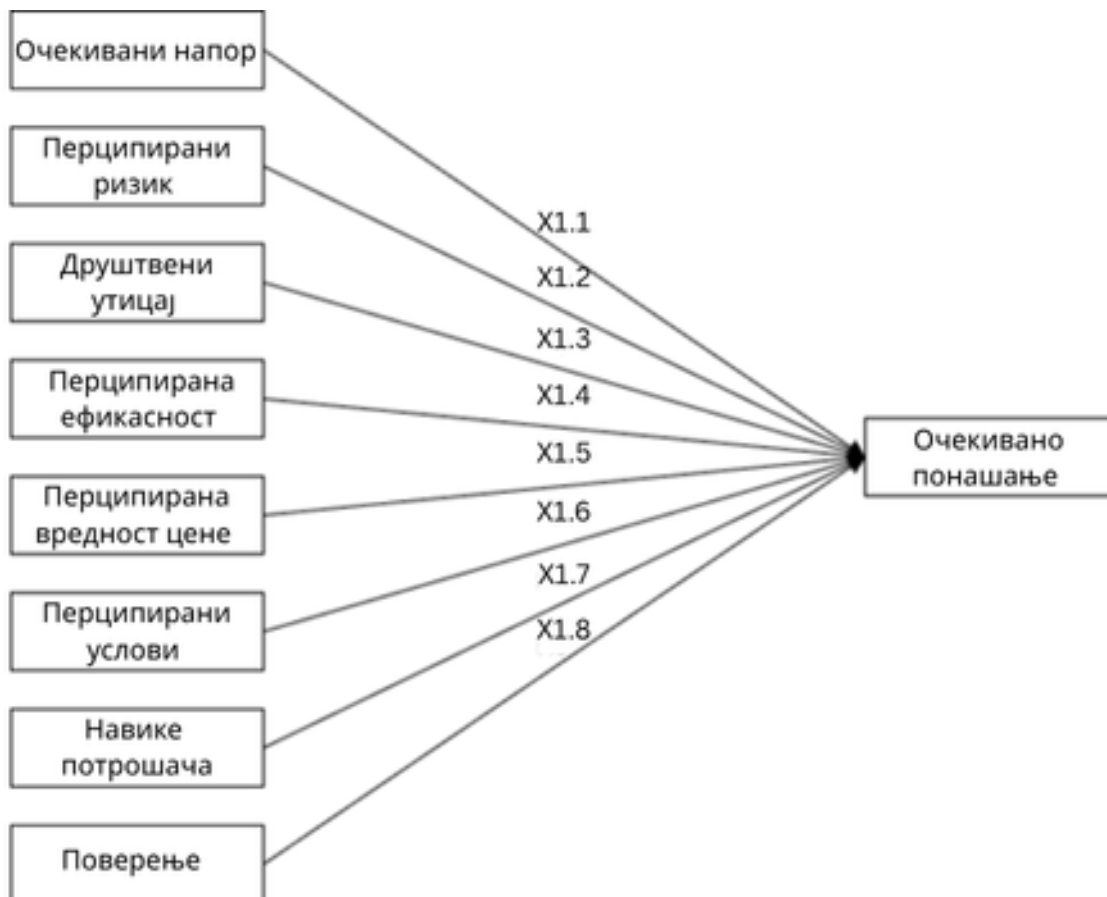 Очекивани напор
Перципирани
ризик
Друштвени
утицај
Перципирана
ефикасност
Перципирана
вредност цене
Перципирани
услови
Навике
потрошача
Поверење
X1.1
X1.2
X1.3
X1.4
X1.5
X1.6
X1.7
X1.8
Очекивано
понашање